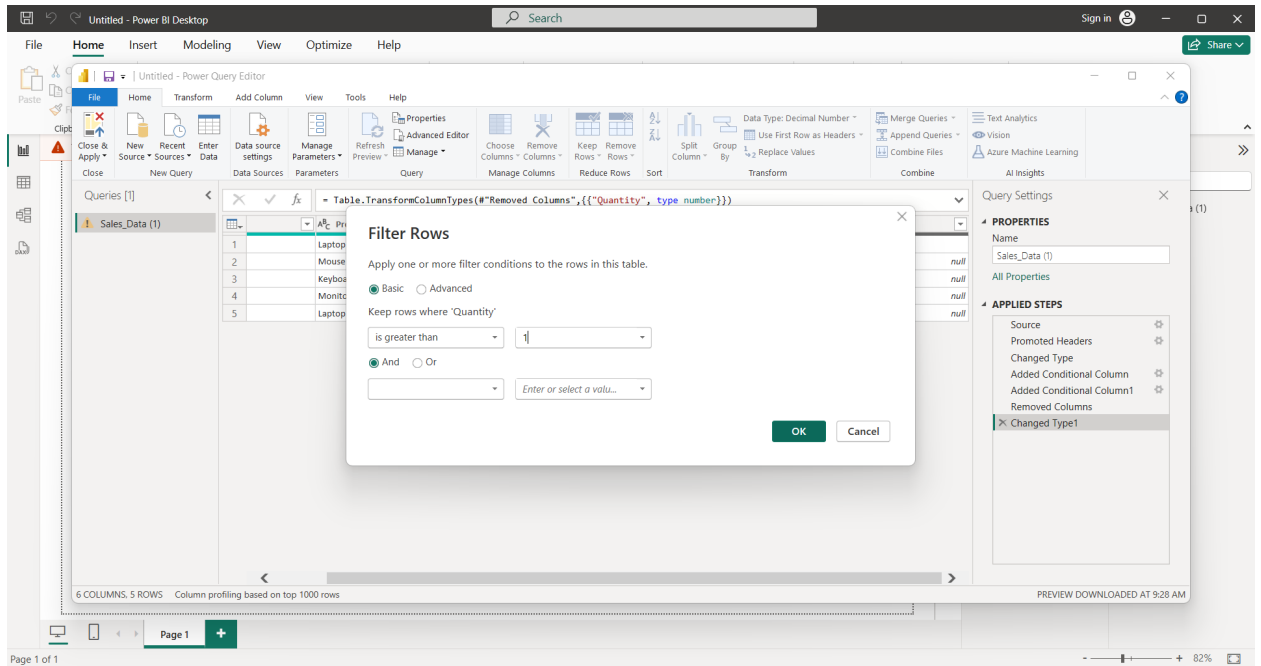 Untitled - Power BI Desktop
Search
Sign in
File Home Insert Modeling View Optimize Help
Share
Paste
Untitled - Power Query Editor
File Home Transform Add Column View Tools Help
Close & Apply
New Source
Recent Sources
Enter Data
Data source settings
Manage Parameters
Refresh Preview
Properties
Advanced Editor
Manage
Choose Columns
Remove Columns
Keep Rows
Remove Rows
Split Column
Group By
Data Type: Decimal Number
Use First Row as Headers
Replace Values
Merge Queries
Append Queries
Combine Files
Text Analytics
Vision
Azure Machine Learning
Close New Query Data Sources Parameters Query Manage Columns Reduce Rows Sort Transform Combine AI Insights
Queries [1]
Sales_Data (1)
fx
= Table.TransformColumnTypes(#"Removed Columns",{{"Quantity", type number}})
1 Laptop
2 Mouse null
3 null
4 null
5 Laptop null
Filter Rows
Apply one or more filter conditions to the rows in this table.
Basic Advanced
Keep rows where 'Quantity'
is greater than 1
And Or
Enter or select a valu...
OK Cancel
Query Settings
PROPERTIES
Name
Sales_Data (1)
All Properties
APPLIED STEPS
Source
Promoted Headers
Changed Type
Added Conditional Column
Added Conditional Column1
Removed Columns
Changed Type1
(1)
6 COLUMNS, 5 ROWS Column profiling based on top 1000 rows
PREVIEW DOWNLOADED AT 9:28 AM
Page 1
Page 1 of 1
82%